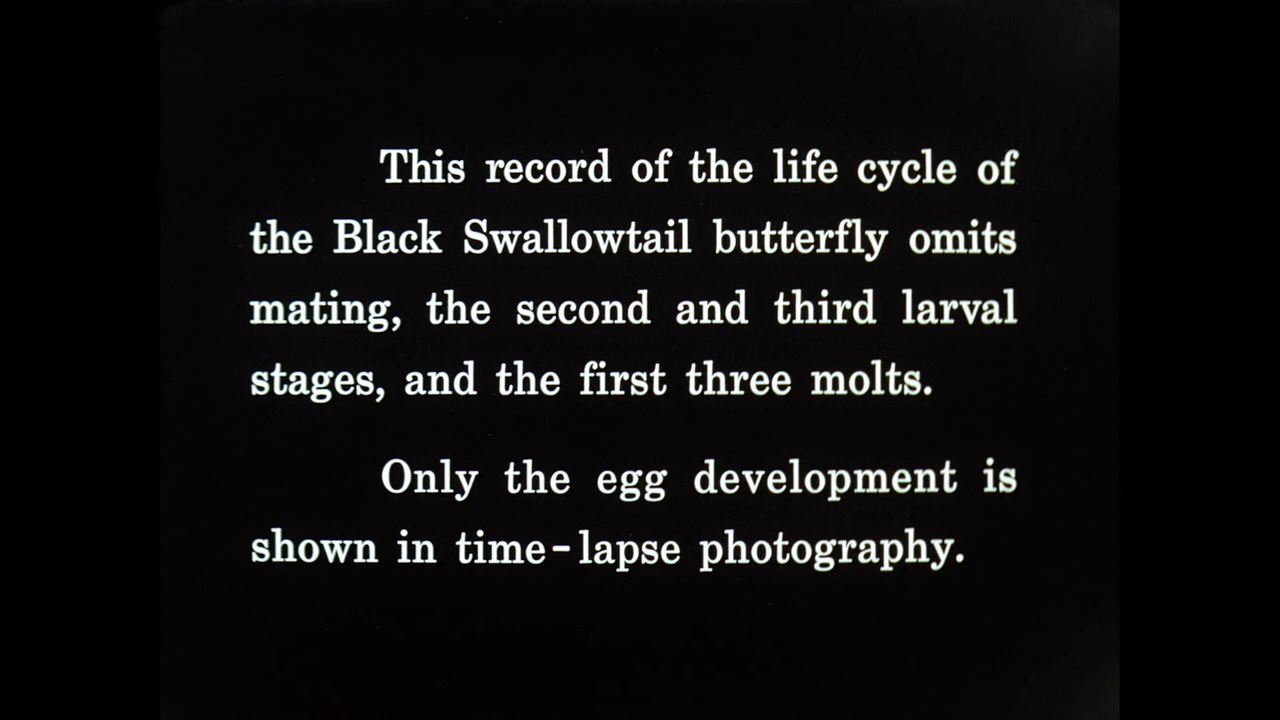 This record of the life cycle of
the Black Swallowtail butterfly omits
mating, the second and third larval
stages, and the first three molts.
Only the egg development is
shown in time-lapse photography.